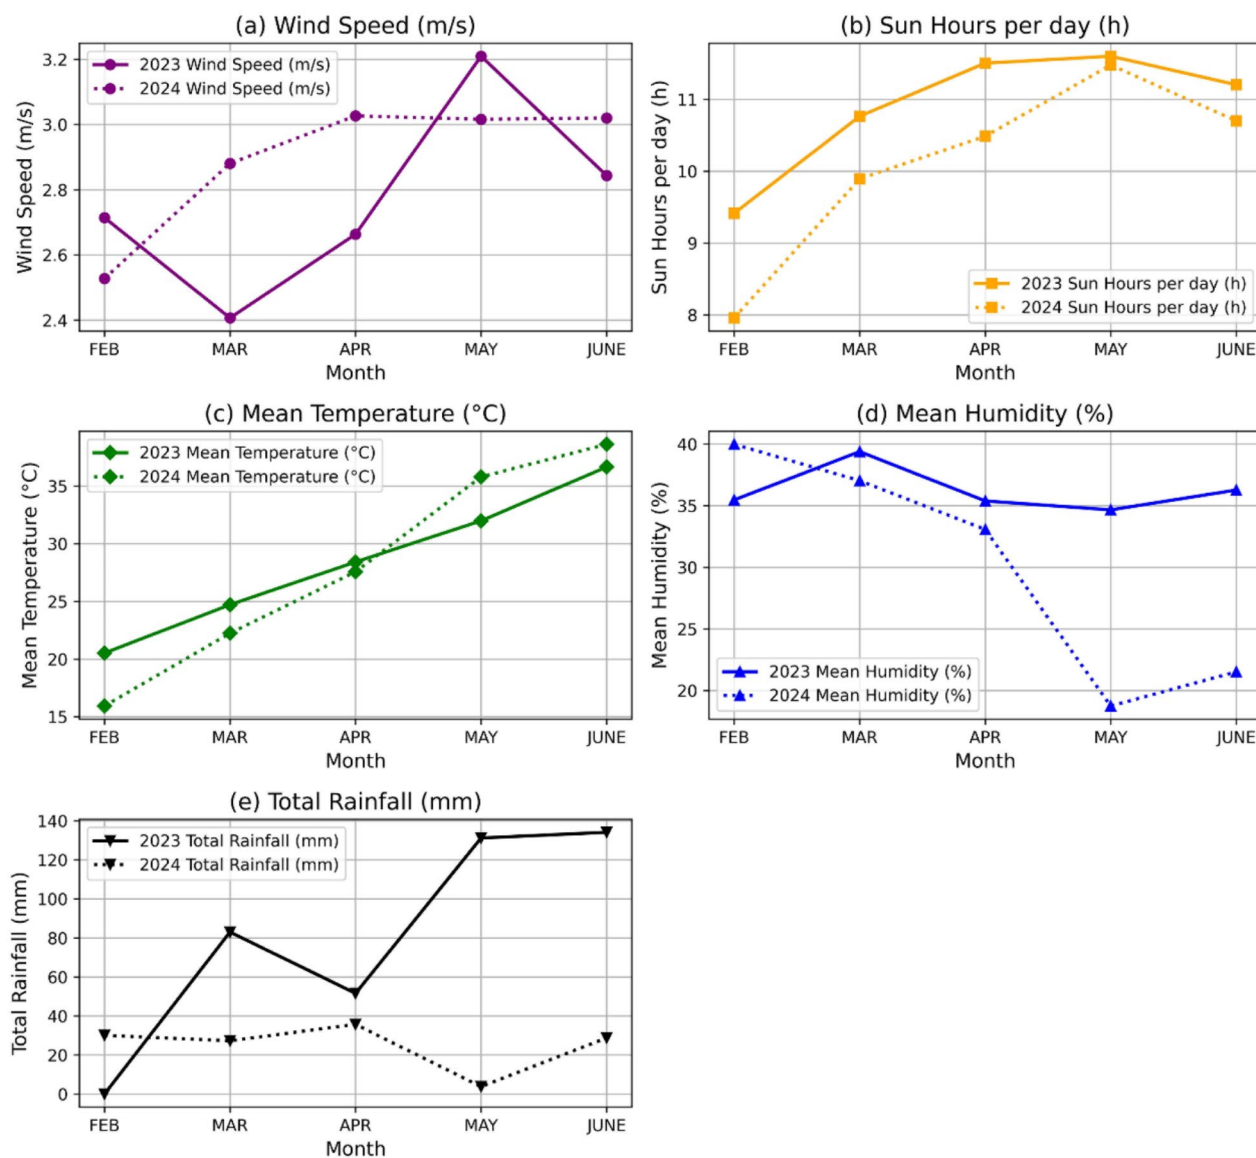 (a) Wind Speed (m/s)
3.2
3.0
2.8
2.6
2.4
Wind Speed (m/s)
2023 Wind Speed (m/s)
2024 Wind Speed (m/s)
FEB MAR APR MAY JUNE
Month
(b) Sun Hours per day (h)
11
10
9
8
Sun Hours per day (h)
2023 Sun Hours per day (h)
2024 Sun Hours per day (h)
FEB MAR APR MAY JUNE
Month
(c) Mean Temperature (°C)
35
30
25
20
15
Mean Temperature (°C)
2023 Mean Temperature (°C)
2024 Mean Temperature (°C)
FEB MAR APR MAY JUNE
Month
(d) Mean Humidity (%)
40
35
30
25
20
Mean Humidity (%)
2023 Mean Humidity (%)
2024 Mean Humidity (%)
FEB MAR APR MAY JUNE
Month
(e) Total Rainfall (mm)
140
120
100
80
60
40
20
0
Total Rainfall (mm)
2023 Total Rainfall (mm)
2024 Total Rainfall (mm)
FEB MAR APR MAY JUNE
Month